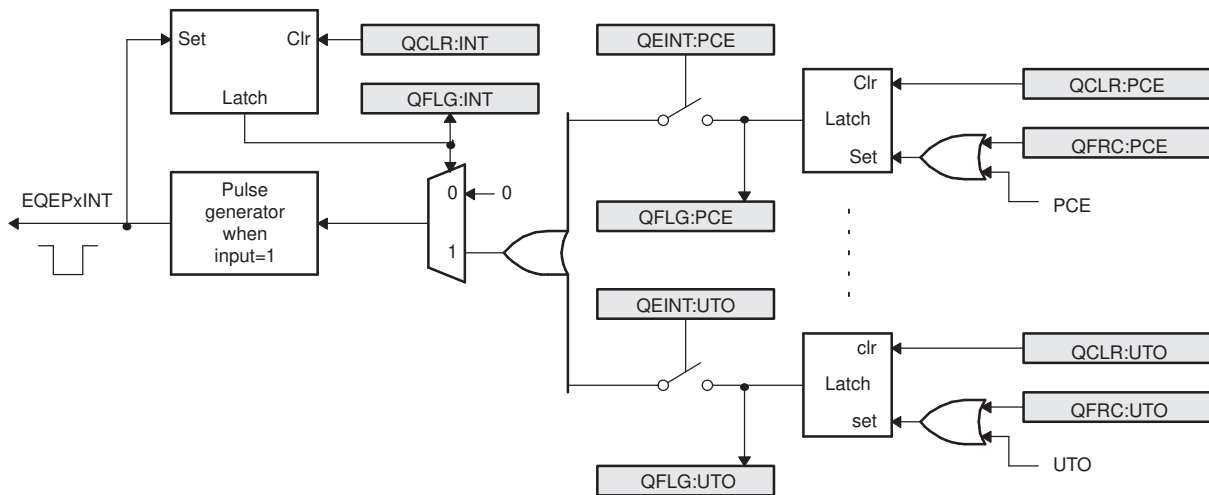 Set
Clr
QCLR:INT
Latch
QFLG:INT
EQEPxINT
Pulse
generator
when
input=1
0
0
1
QEINT:PCE
QFLG:PCE
Clr
Latch
Set
QCLR:PCE
QFRC:PCE
PCE
QEINT:UTO
QFLG:UTO
clr
Latch
set
QCLR:UTO
QFRC:UTO
UTO